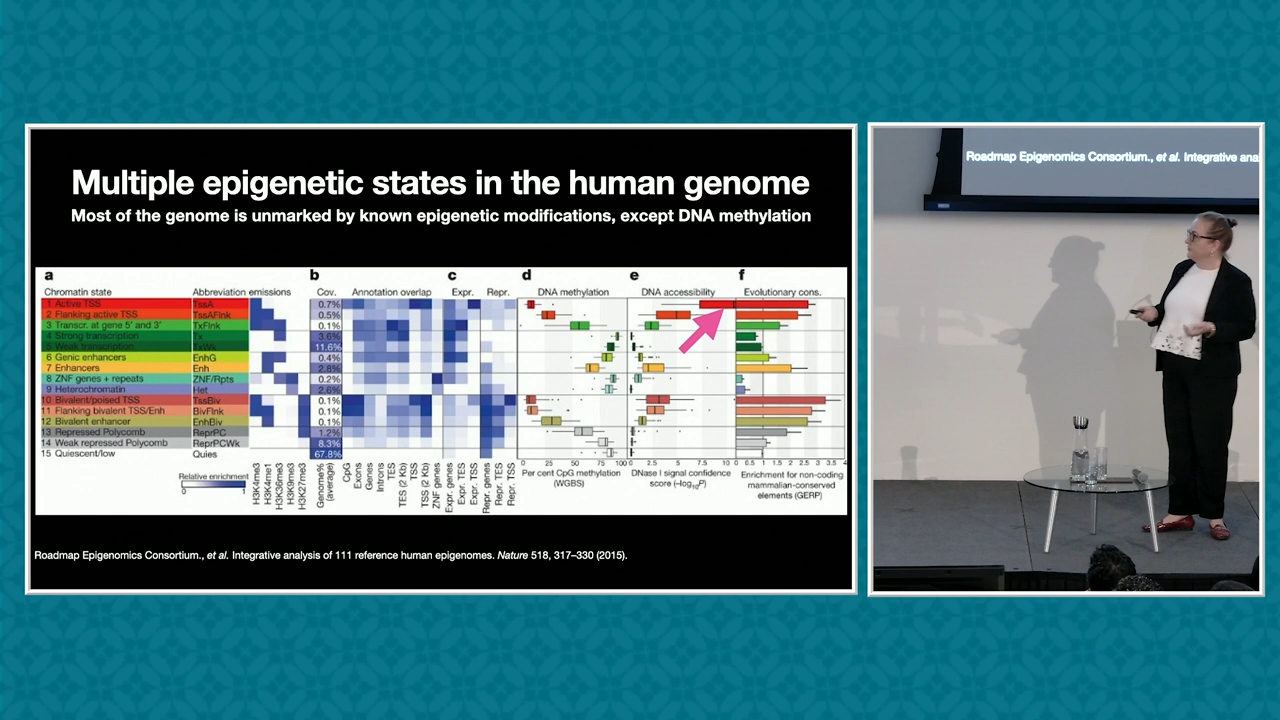 Multiple epigenetic states in the human genome
Most of the genome is unmarked by known epigenetic modifications, except DNA methylation
a b c d e f
Chromatin state Abbreviation emissions Cov. Annotation overlap Expr. Repr. DNA methylation DNA accessibility Evolutionary cons.
1 Active TSS TssA 0.7%
2 Flanking active TSS TssAFlnk 0.5%
3 Transcr. at gene 5′ and 3′ TxFlnk 0.1%
4 Strong transcription Tx 3.6%
5 Weak transcription TxWk 11.6%
6 Genic enhancers EnhG 0.4%
7 Enhancers Enh 2.8%
8 ZNF genes + repeats ZNF/Rpts 0.2%
9 Heterochromatin Het 2.6%
10 Bivalent/poised TSS TssBiv 0.1%
11 Flanking bivalent TSS/Enh BivFlnk 0.1%
12 Bivalent enhancer EnhBiv 0.1%
13 Repressed Polycomb ReprPC 1.2%
14 Weak repressed Polycomb ReprPCWk 8.3%
15 Quiescent/low Quies 67.8%
0 25 50 75 100 0 2 5 7.5 0 0.5 1.5 2 2.5 3 3.5 4
Relative enrichment
0 1
H3K4me3
H3K4me1
H3K36me3
H3K9me3
H3K27me3
Genome% (average)
CpG
Exons
Genes
Introns
TES
TES (2 Kb)
TSS
TSS (2 Kb)
ZNF genes
Expr. genes
Expr. TES
Expr. TSS
Repr. genes
Repr. TES
Repr. TSS
Per cent CpG methylation
(WGBS)
DNase I signal confidence
score (–log₁₀P)
Enrichment for non-coding
mammalian-conserved
elements (GERP)
Roadmap Epigenomics Consortium., et al. Integrative analysis of 111 reference human epigenomes. Nature 518, 317–330 (2015).
Roadmap Epigenomics Consortium., et al. Integrative ana